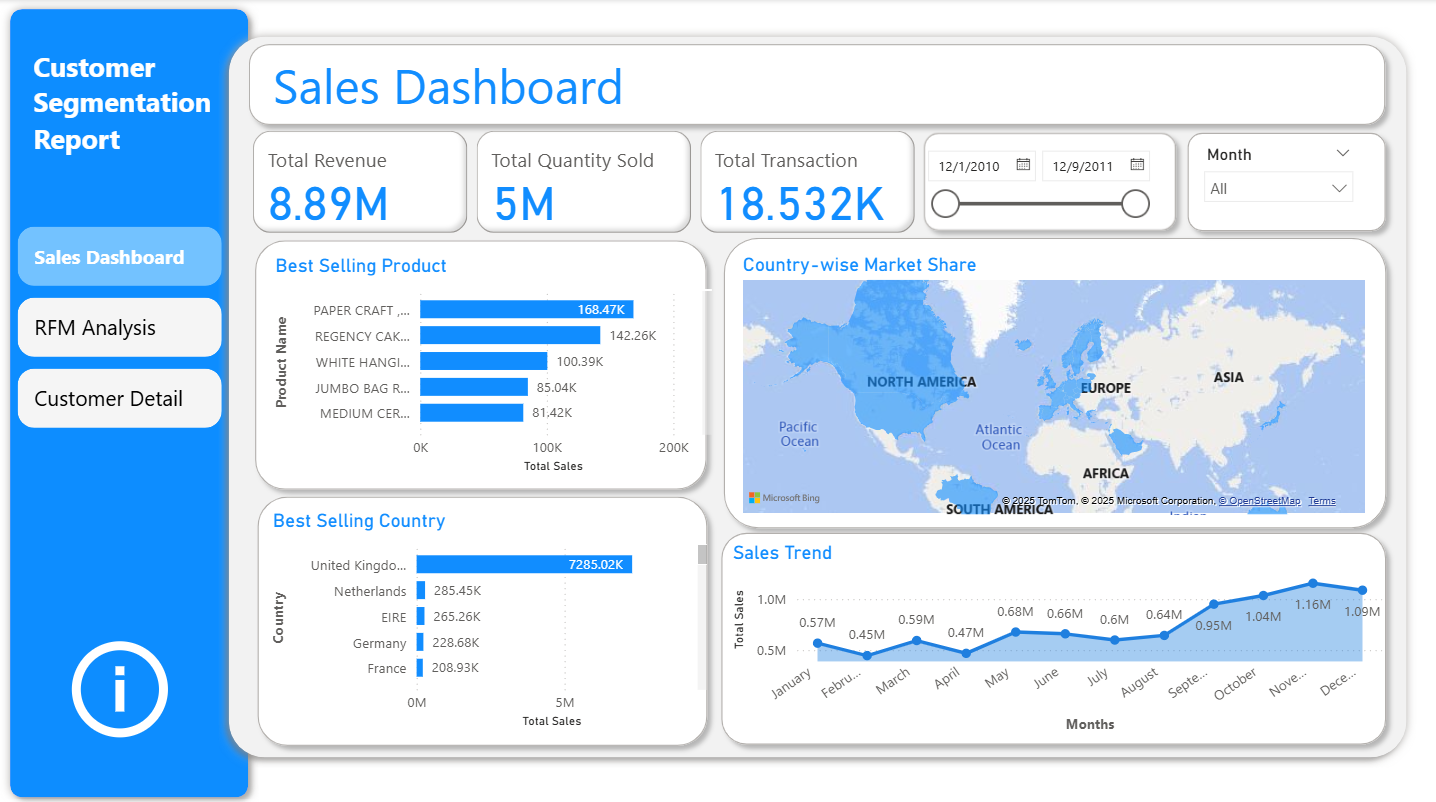 Customer
Segmentation
Report
Sales Dashboard
RFM Analysis
Customer Detail
Sales Dashboard
Total Revenue
8.89M
Total Quantity Sold
5M
Total Transaction
18.532K
12/1/2010
12/9/2011
Month
All
Best Selling Product
Product Name
PAPER CRAFT ,... 168.47K
REGENCY CAK... 142.26K
WHITE HANGI... 100.39K
JUMBO BAG R... 85.04K
MEDIUM CER... 81.42K
0K 100K 200K
Total Sales
Country-wise Market Share
NORTH AMERICA
EUROPE
ASIA
Pacific
Ocean
Atlantic
Ocean
AFRICA
SOUTH AMERICA
Microsoft Bing
© 2025 TomTom, © 2025 Microsoft Corporation, © OpenStreetMap Terms
Best Selling Country
Country
United Kingdo... 7285.02K
Netherlands 285.45K
EIRE 265.26K
Germany 228.68K
France 208.93K
0M 5M
Total Sales
Sales Trend
Total Sales
1.0M
0.5M
0.57M 0.45M 0.59M 0.47M 0.68M 0.66M 0.6M 0.64M 0.95M 1.04M 1.16M 1.09M
January Febru... March April May June July August Septe... October Nove... Dece...
Months